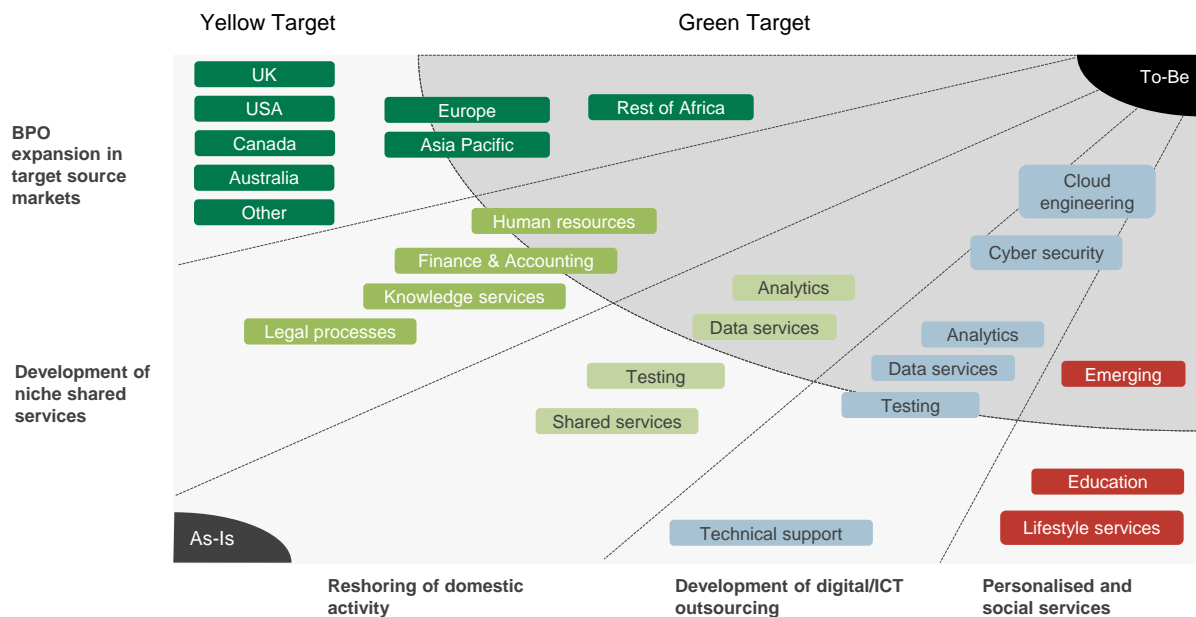 Yellow Target
Green Target
To-Be
BPO
expansion in
target source
markets
UK
USA
Canada
Australia
Other
Europe
Asia Pacific
Rest of Africa
Cloud
engineering
Cyber security
Human resources
Finance & Accounting
Knowledge services
Legal processes
Analytics
Data services
Testing
Shared services
Analytics
Data services
Testing
Emerging
Development of
niche shared
services
Education
Lifestyle services
Technical support
As-Is
Reshoring of domestic
activity
Development of digital/ICT
outsourcing
Personalised and
social services